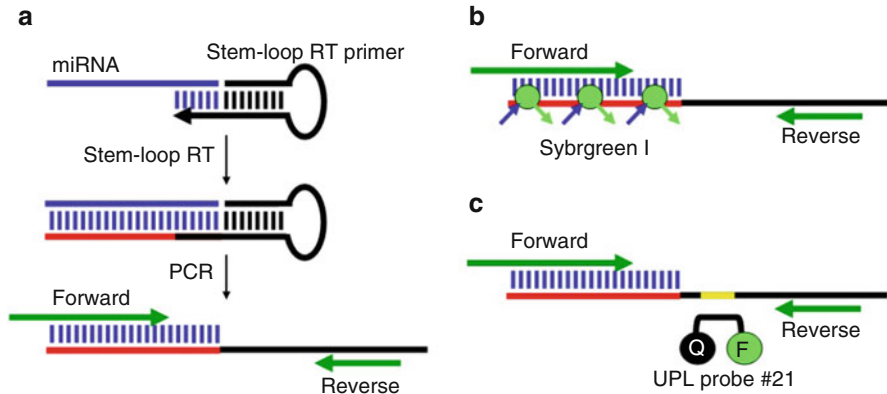 a
miRNA
Stem-loop RT primer
Stem-loop RT
PCR
Forward
Reverse
b
Forward
Sybrgreen I
Reverse
c
Forward
Reverse
Q
F
UPL probe #21